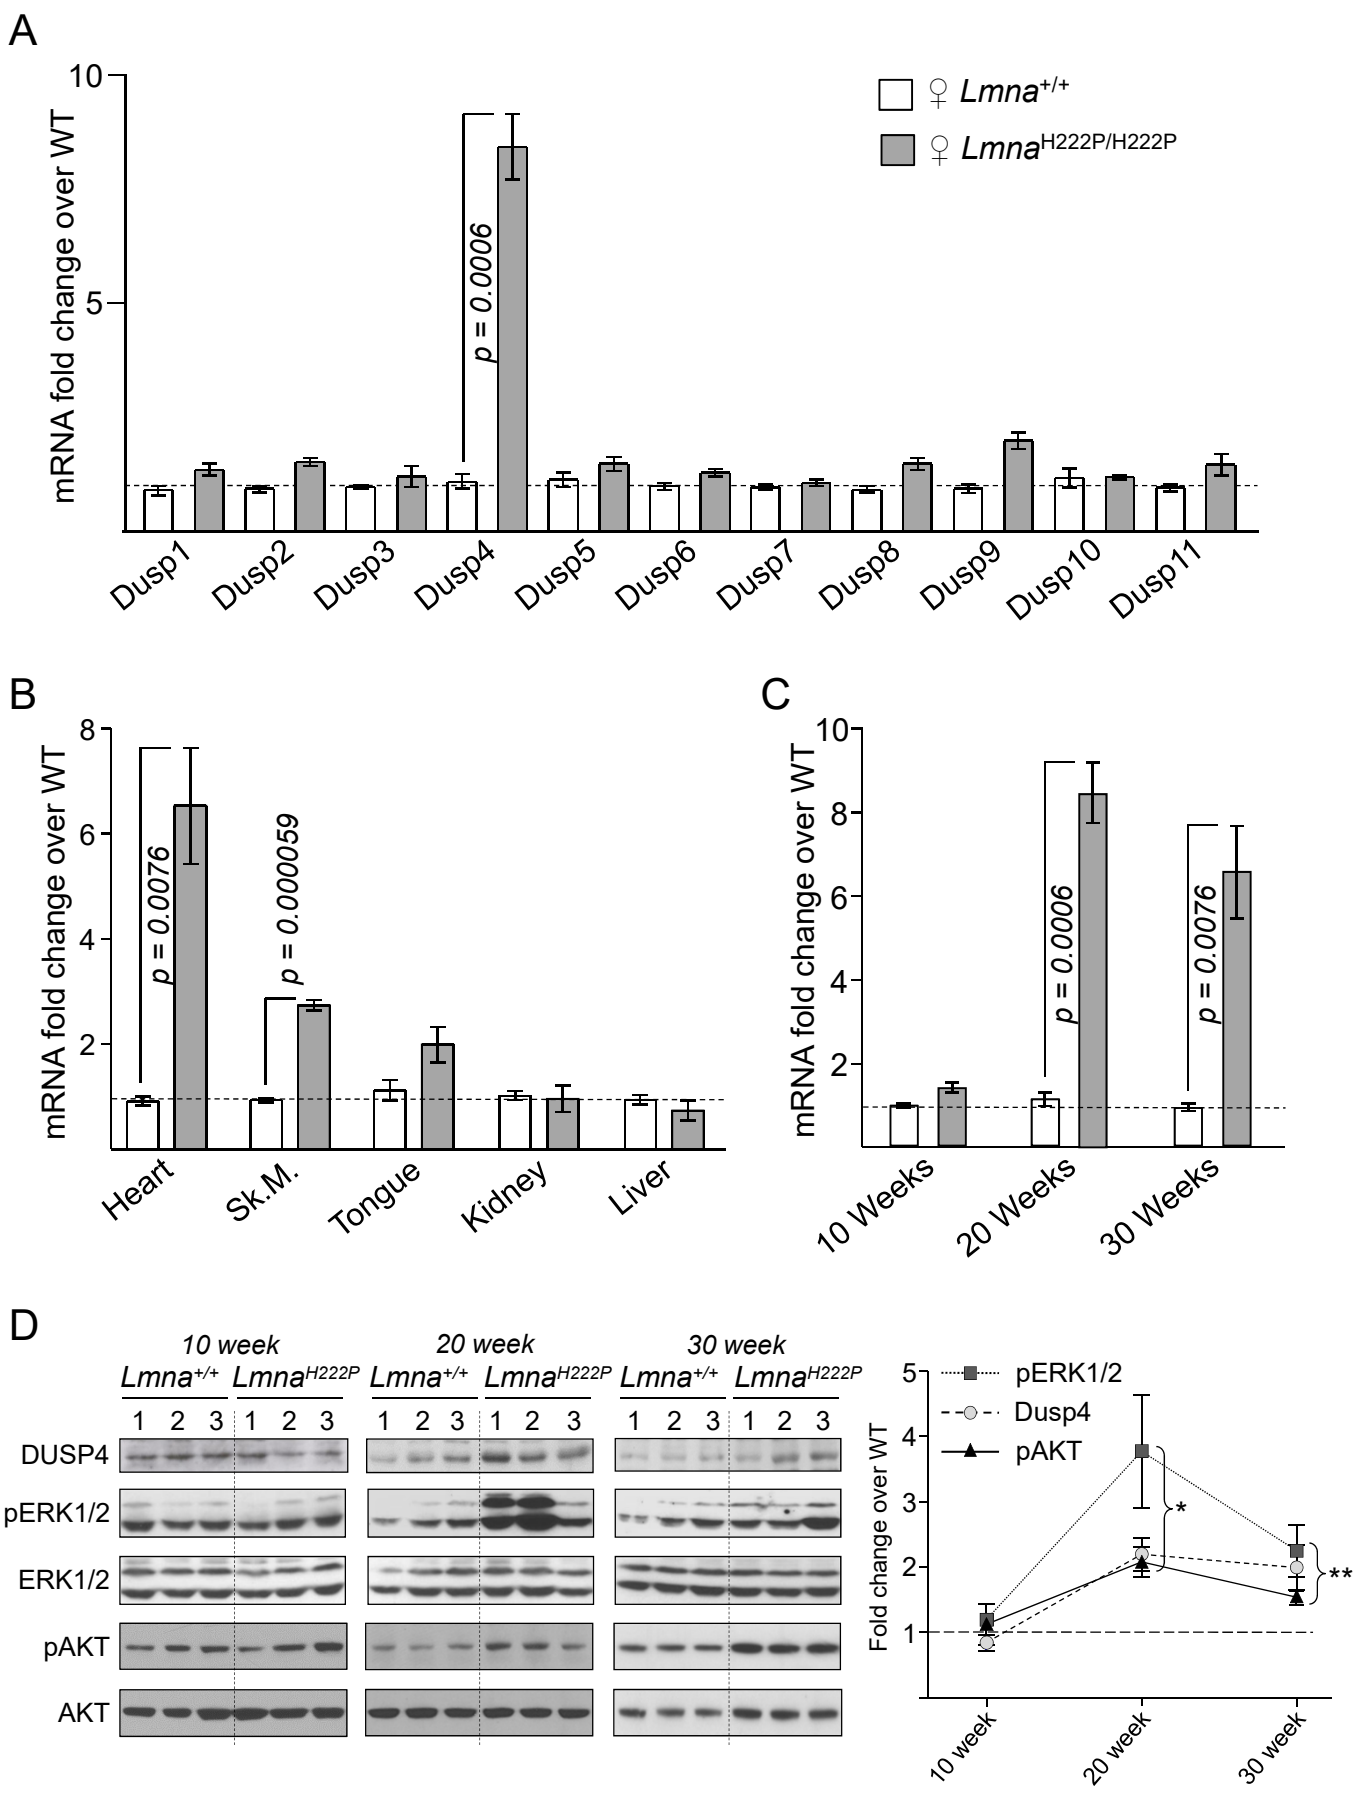 A
mRNA fold change over WT
10
5
♀ Lmna+/+
♀ LmnaH222P/H222P
p = 0.0006
Dusp1 Dusp2 Dusp3 Dusp4 Dusp5 Dusp6 Dusp7 Dusp8 Dusp9 Dusp10 Dusp11
B
mRNA fold change over WT
8
6
4
2
p = 0.0076
p = 0.000059
Heart Sk.M. Tongue Kidney Liver
C
mRNA fold change over WT
10
8
6
4
2
p = 0.0006
p = 0.0076
10 Weeks 20 Weeks 30 Weeks
D
10 week 20 week 30 week
Lmna+/+ LmnaH222P Lmna+/+ LmnaH222P Lmna+/+ LmnaH222P
1 2 3 1 2 3 1 2 3 1 2 3 1 2 3 1 2 3
DUSP4
pERK1/2
ERK1/2
pAKT
AKT
Fold change over WT
5
4
3
2
1
pERK1/2
Dusp4
pAKT
*
**
10 week 20 week 30 week